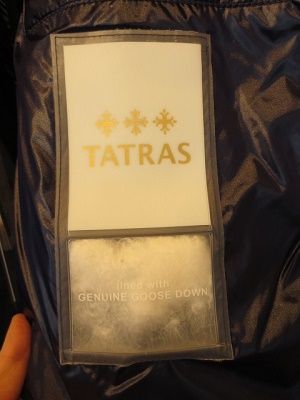 TATRAS
lined with
GENUINE GOOSE DOWN